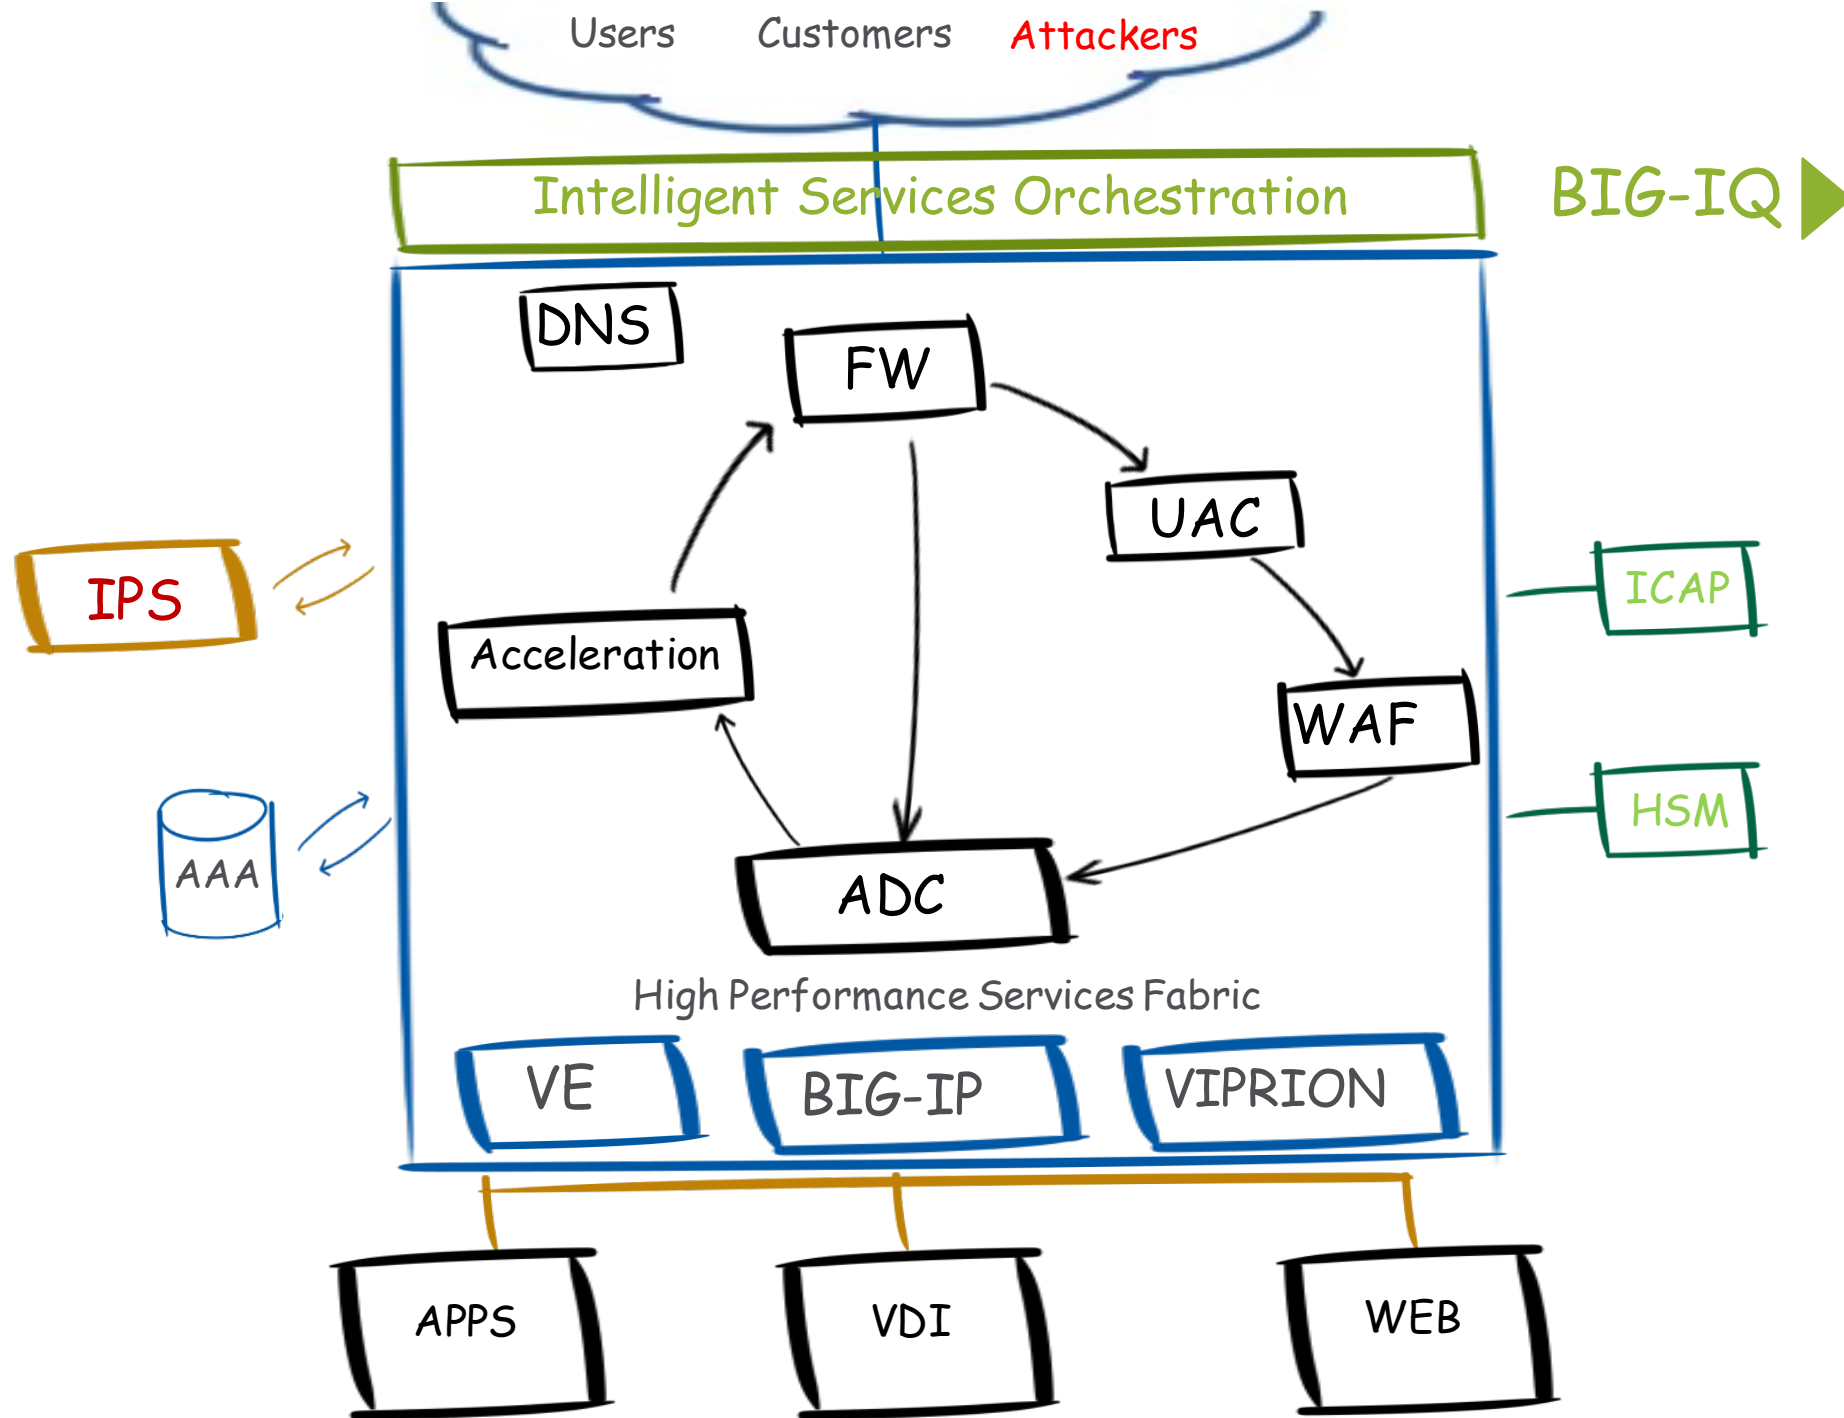 Users Customers Attackers
Intelligent Services Orchestration
BIG-IQ
DNS
FW
UAC
IPS
ICAP
Acceleration
WAF
HSM
AAA
ADC
High Performance Services Fabric
VE
BIG-IP
VIPRION
APPS
VDI
WEB